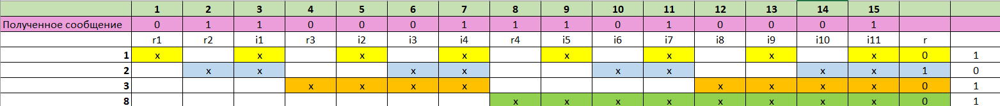 1 2 3 4 5 6 7 8 9 10 11 12 13 14 15
Полученное сообщение 0 1 1 0 0 0 1 1 1 0 1 0 0 0 1
r1 r2 i1 r3 i2 i3 i4 r4 i5 i6 i7 i8 i9 i10 i11 r
1 x x x x x x x x 0 1
2 x x x x x x x x 1 0
3 x x x x x x x x 0 1
8 x x x x x x x x 0 1